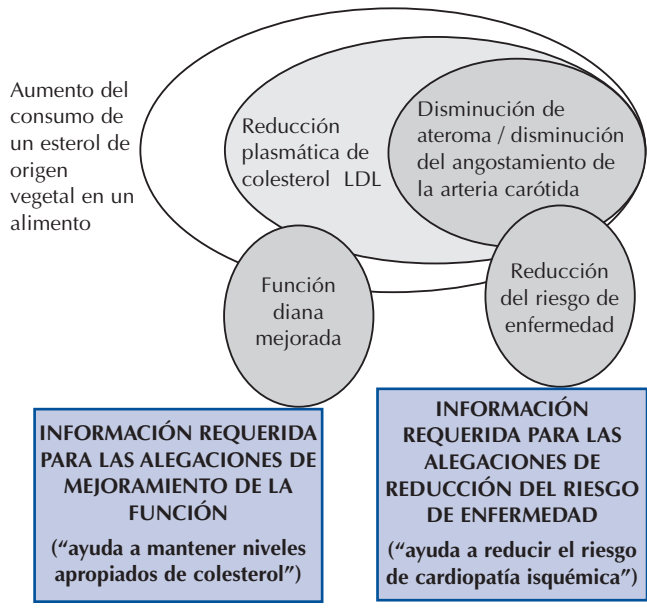 Aumento del
consumo de
un esterol de
origen
vegetal en un
alimento
Reducción
plasmática de
colesterol LDL
Disminución de
ateroma / disminución
del angostamiento de
la arteria carótida
Función
diana
mejorada
Reducción
del riesgo de
enfermedad
INFORMACIÓN REQUERIDA
PARA LAS ALEGACIONES DE
MEJORAMIENTO DE LA
FUNCIÓN
(“ayuda a mantener niveles
apropiados de colesterol”)
INFORMACIÓN
REQUERIDA PARA LAS
ALEGACIONES DE
REDUCCIÓN DEL RIESGO
DE ENFERMEDAD
(“ayuda a reducir el riesgo
de cardiopatía isquémica”)